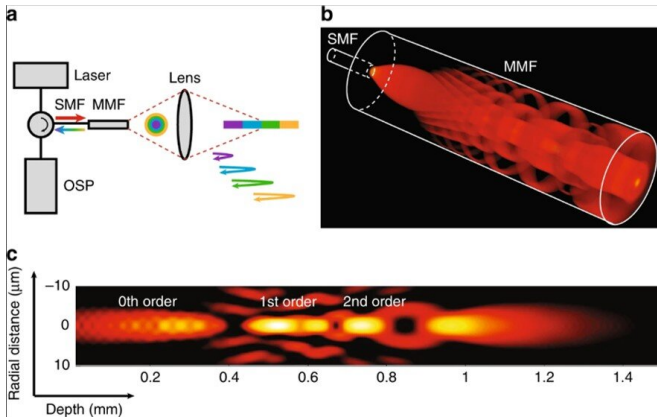 a
Laser
SMF MMF
Lens
OSP
b
SMF
MMF
c
Radial distance (μm)
−10
0
10
0th order
1st order
2nd order
0.2 0.4 0.6 0.8 1 1.2 1.4
Depth (mm)